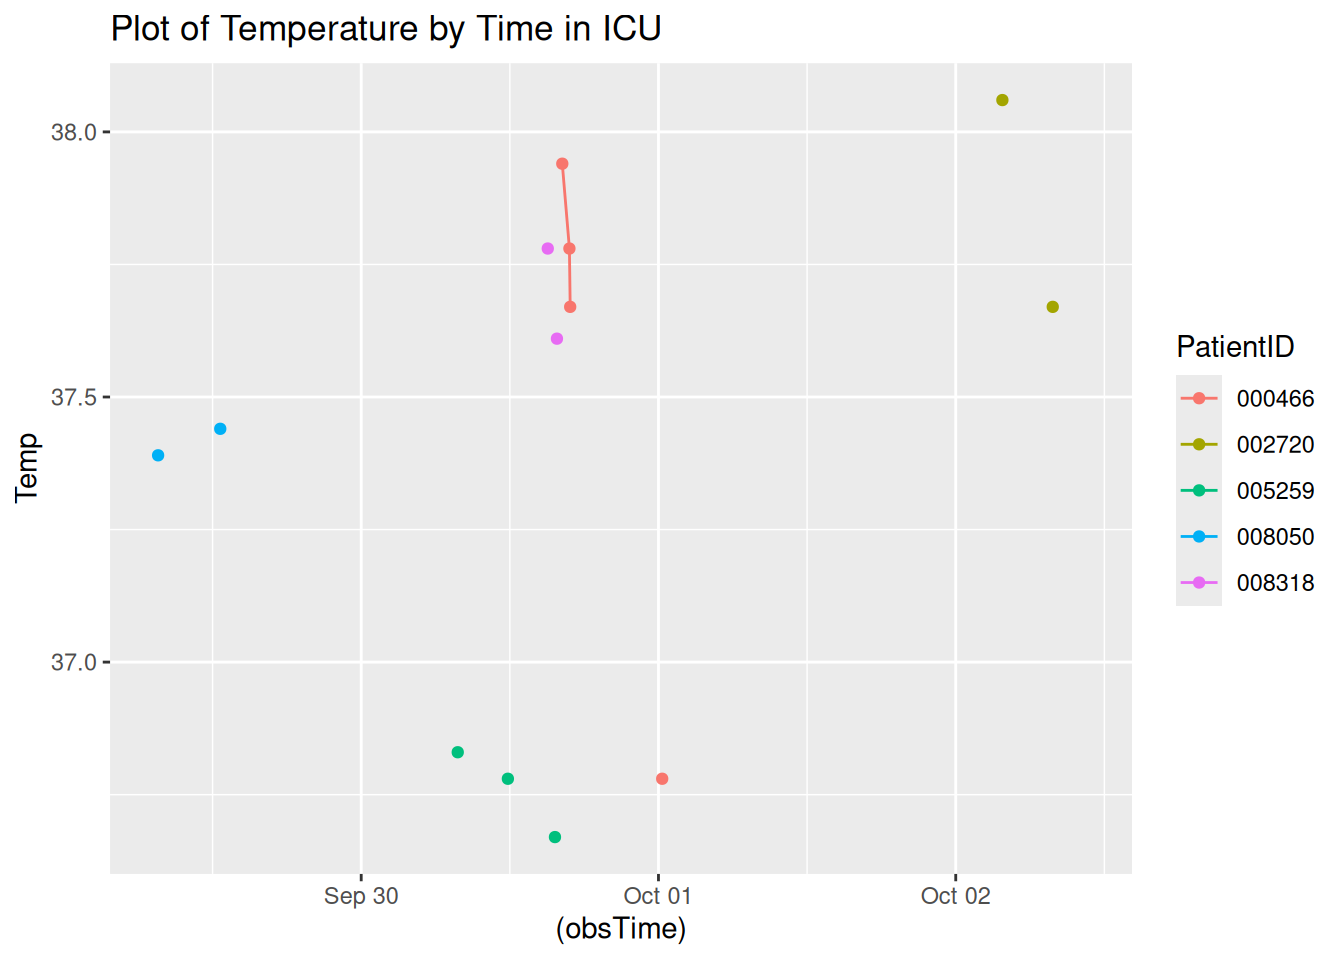 Plot of Temperature by Time in ICU
38.0
37.5
37.0
Temp
Sep 30
Oct 01
Oct 02
(obsTime)
PatientID
000466
002720
005259
008050
008318